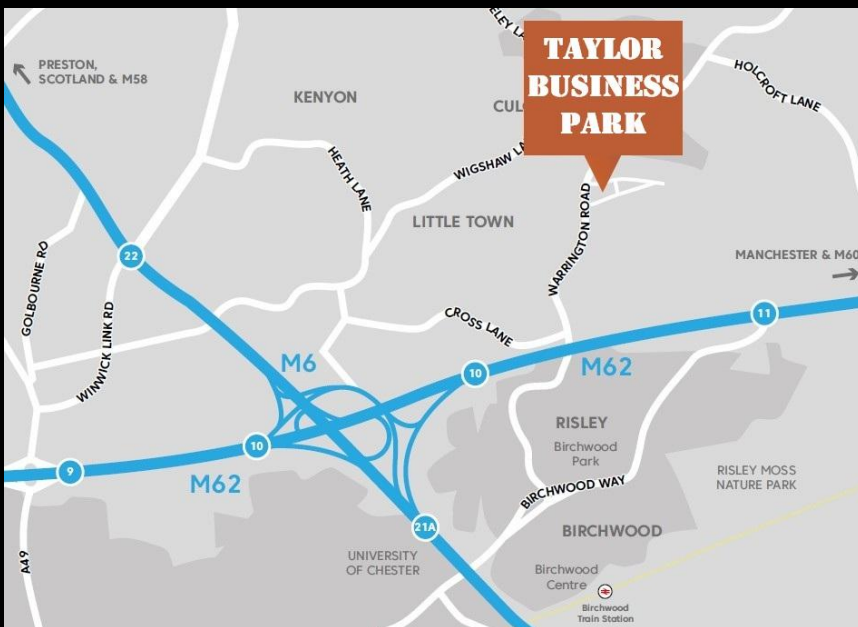 PRESTON,
SCOTLAND & M58
KENYON
TAYLOR
BUSINESS
PARK
HOLCROFT LANE
HEATH LANE
LITTLE TOWN
WARRINGTON ROAD
MANCHESTER & M60
GOLBOURNE RD
22
WINWICK LINK RD
CROSS LANE
11
M6
10
M62
10
M62
9
RISLEY
Birchwood
Park
BIRCHWOOD WAY
RISLEY MOSS
NATURE PARK
21A
BIRCHWOOD
A49
UNIVERSITY
OF CHESTER
Birchwood
Centre
Birchwood
Train Station